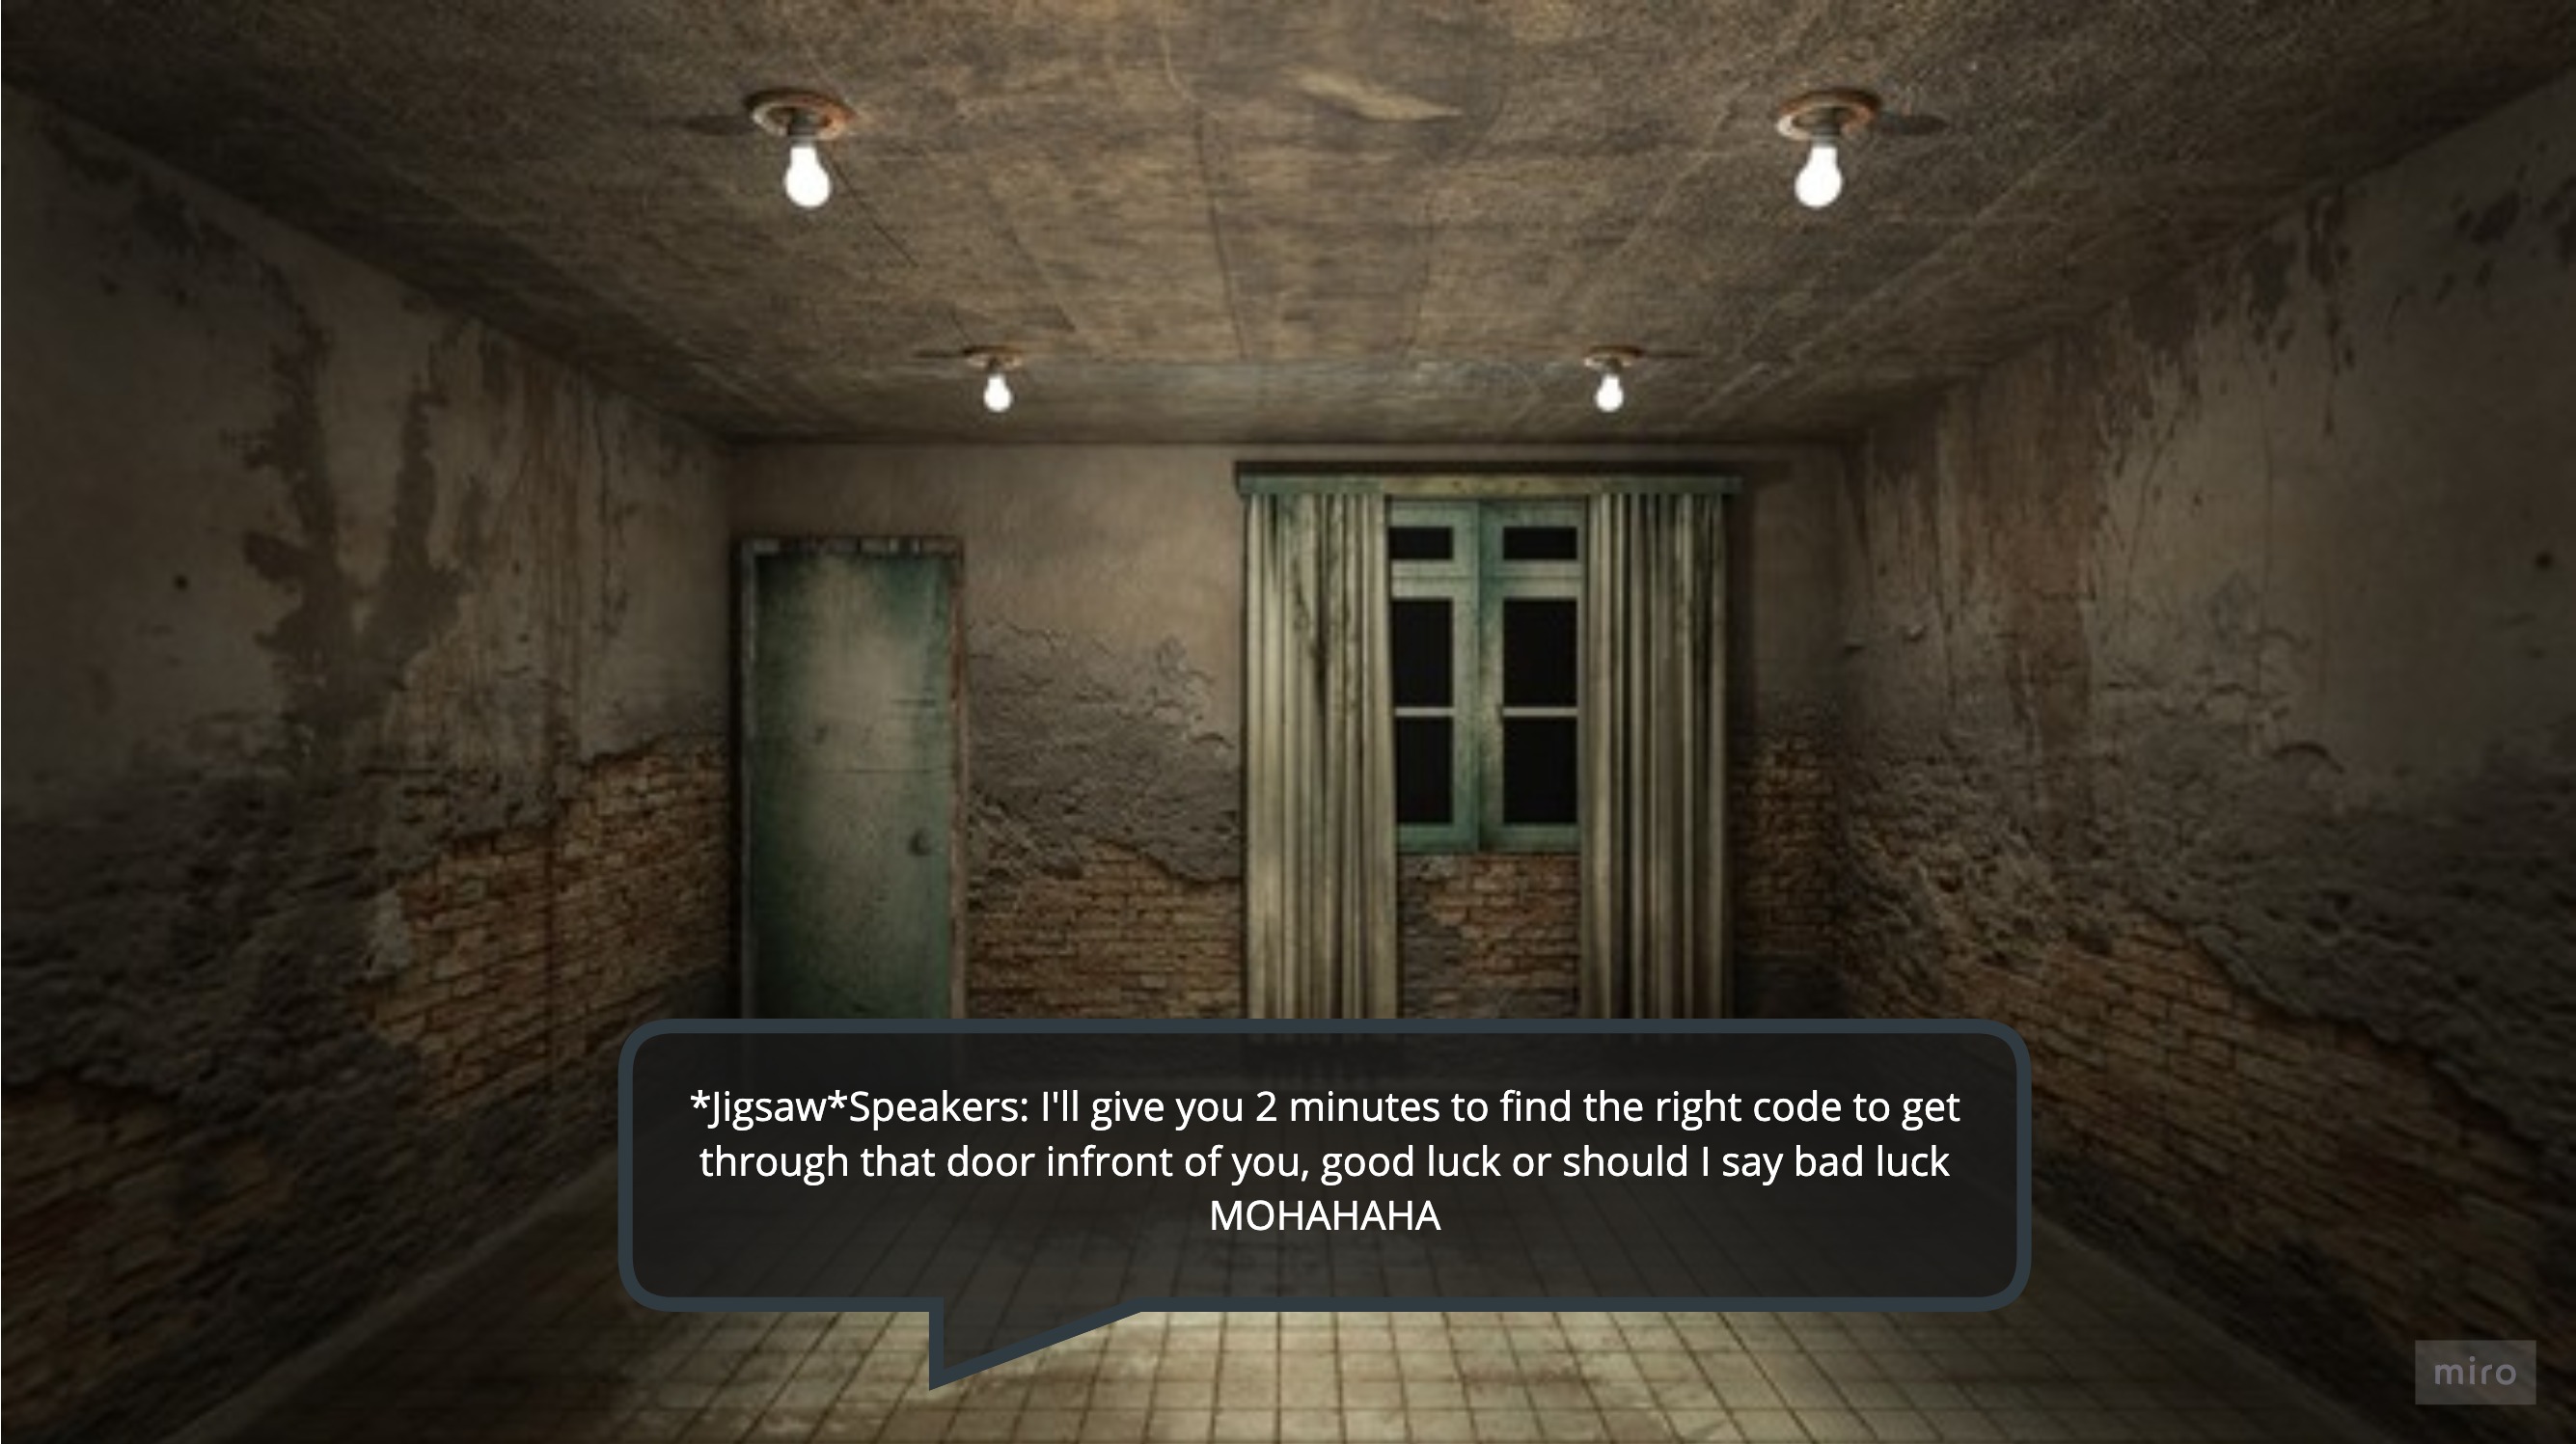 *Jigsaw*Speakers: I'll give you 2 minutes to find the right code to get
through that door infront of you, good luck or should I say bad luck
MOHAHAHA
miro